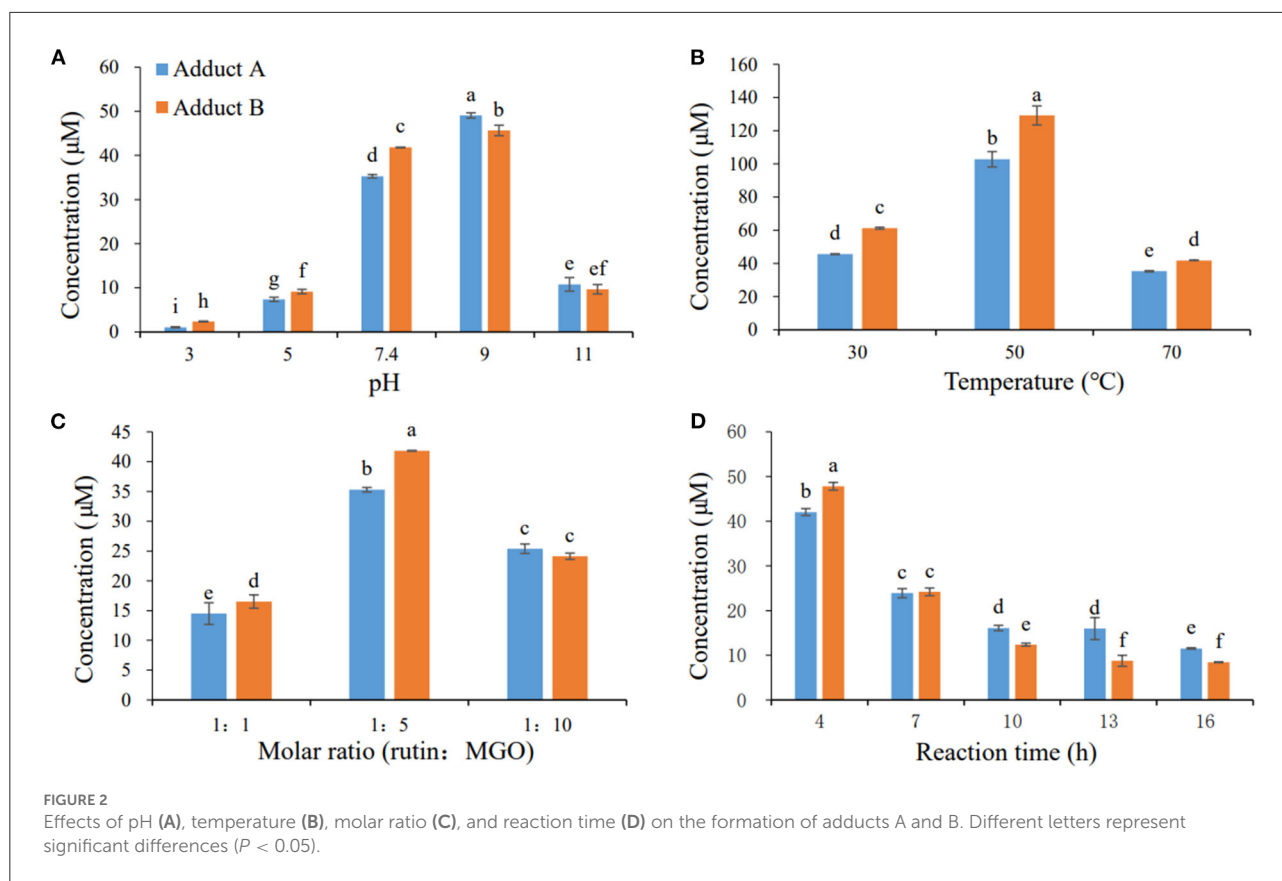 A
60
50
40
30
20
10
0
Concentration (μM)
Adduct A
Adduct B
i h g f d c a b e ef
3 5 7.4 9 11
pH
B
160
140
120
100
80
60
40
20
0
Concentration (μM)
d c b a e d
30 50 70
Temperature (℃)
C
45
40
35
30
25
20
15
10
5
0
Concentration (μM)
e d b a c c
1： 1 1： 5 1： 10
Molar ratio (rutin： MGO)
D
60
50
40
30
20
10
0
Concentration (μM)
b a c c d e d f e f
4 7 10 13 16
Reaction time (h)
FIGURE 2
Effects of pH (A), temperature (B), molar ratio (C), and reaction time (D) on the formation of adducts A and B. Different letters represent
significant differences (P < 0.05).